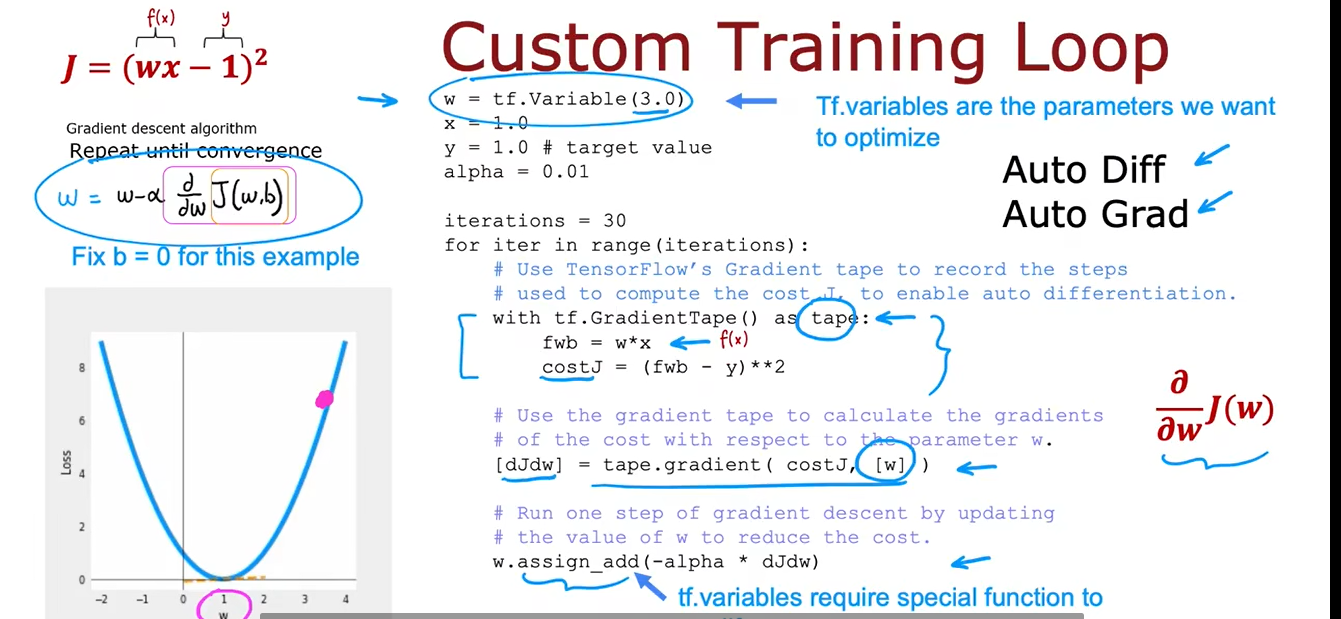 f(x) y
J = (wx − 1)²
Gradient descent algorithm
Repeat until convergence
w = w-α d/dw J(w,b)
Fix b = 0 for this example
Loss
8
6
4
2
0
−2 −1 0 1 2 3 4
w
Custom Training Loop
w = tf.Variable(3.0)
x = 1.0
y = 1.0 # target value
alpha = 0.01
Tf.variables are the parameters we want
to optimize
Auto Diff
Auto Grad
iterations = 30
for iter in range(iterations):
# Use TensorFlow’s Gradient tape to record the steps
# used to compute the cost J, to enable auto differentiation.
with tf.GradientTape() as tape:
fwb = w*x f(x)
costJ = (fwb - y)**2
# Use the gradient tape to calculate the gradients
# of the cost with respect to the parameter w.
[dJdw] = tape.gradient( costJ, [w] )
∂/∂w J(w)
# Run one step of gradient descent by updating
# the value of w to reduce the cost.
w.assign_add(-alpha * dJdw)
tf.variables require special function to